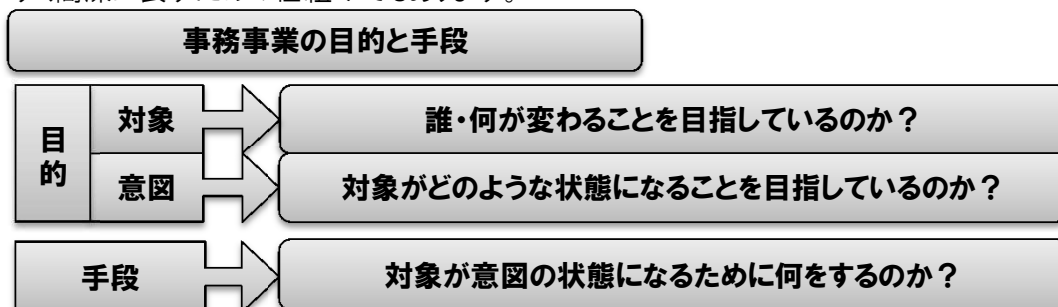 事務事業の目的と手段
目的
対象
誰・何が変わることを目指しているのか？
意図
対象がどのような状態になることを目指しているのか？
手段
対象が意図の状態になるために何をするのか？